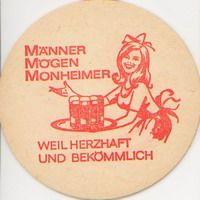 MÄNNER
MÖGEN
MONHEIMER
WEIL HERZHAFT
UND BEKÖMMLICH